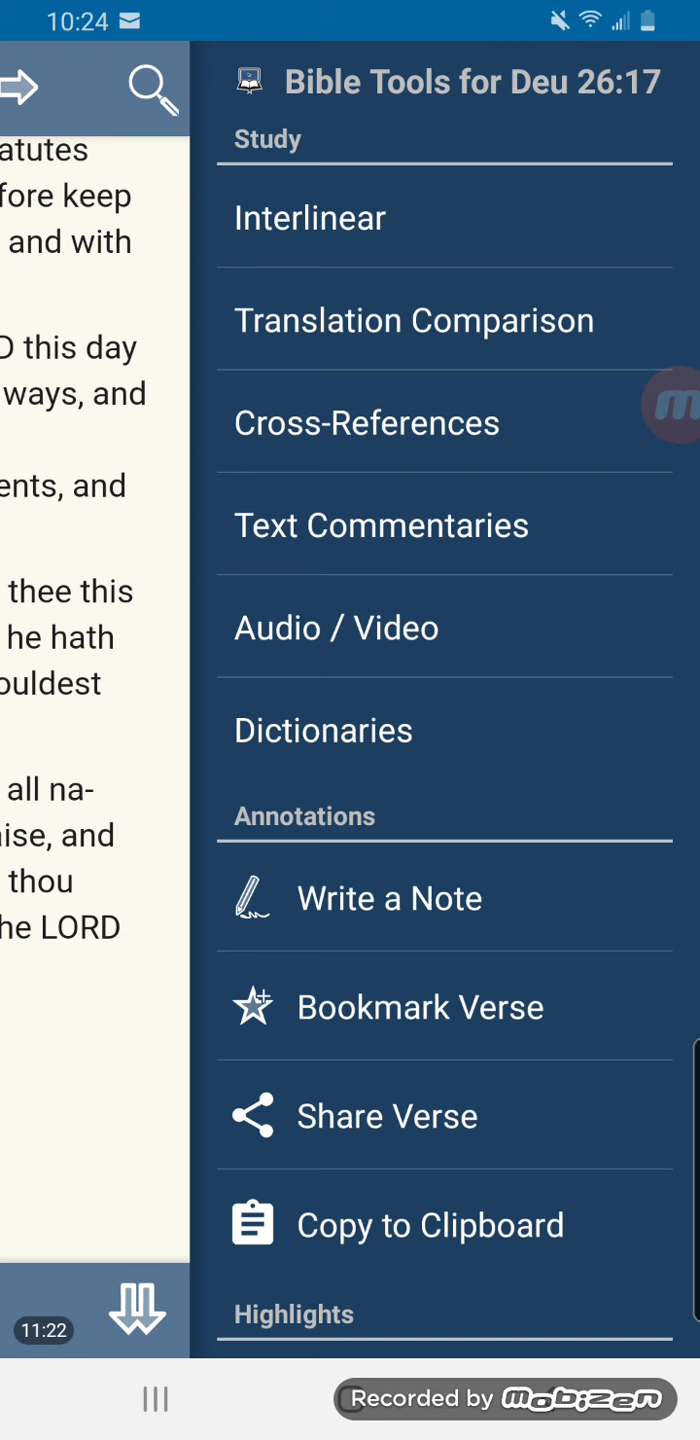 10:24
Bible Tools for Deu 26:17
Study
Interlinear
Translation Comparison
Cross-References
Text Commentaries
Audio / Video
Dictionaries
Annotations
Write a Note
Bookmark Verse
Share Verse
Copy to Clipboard
Highlights
atutes
fore keep
and with
D this day
ways, and
ents, and
thee this
he hath
ouldest
all na-
ise, and
thou
he LORD
11:22
Recorded by mobizen